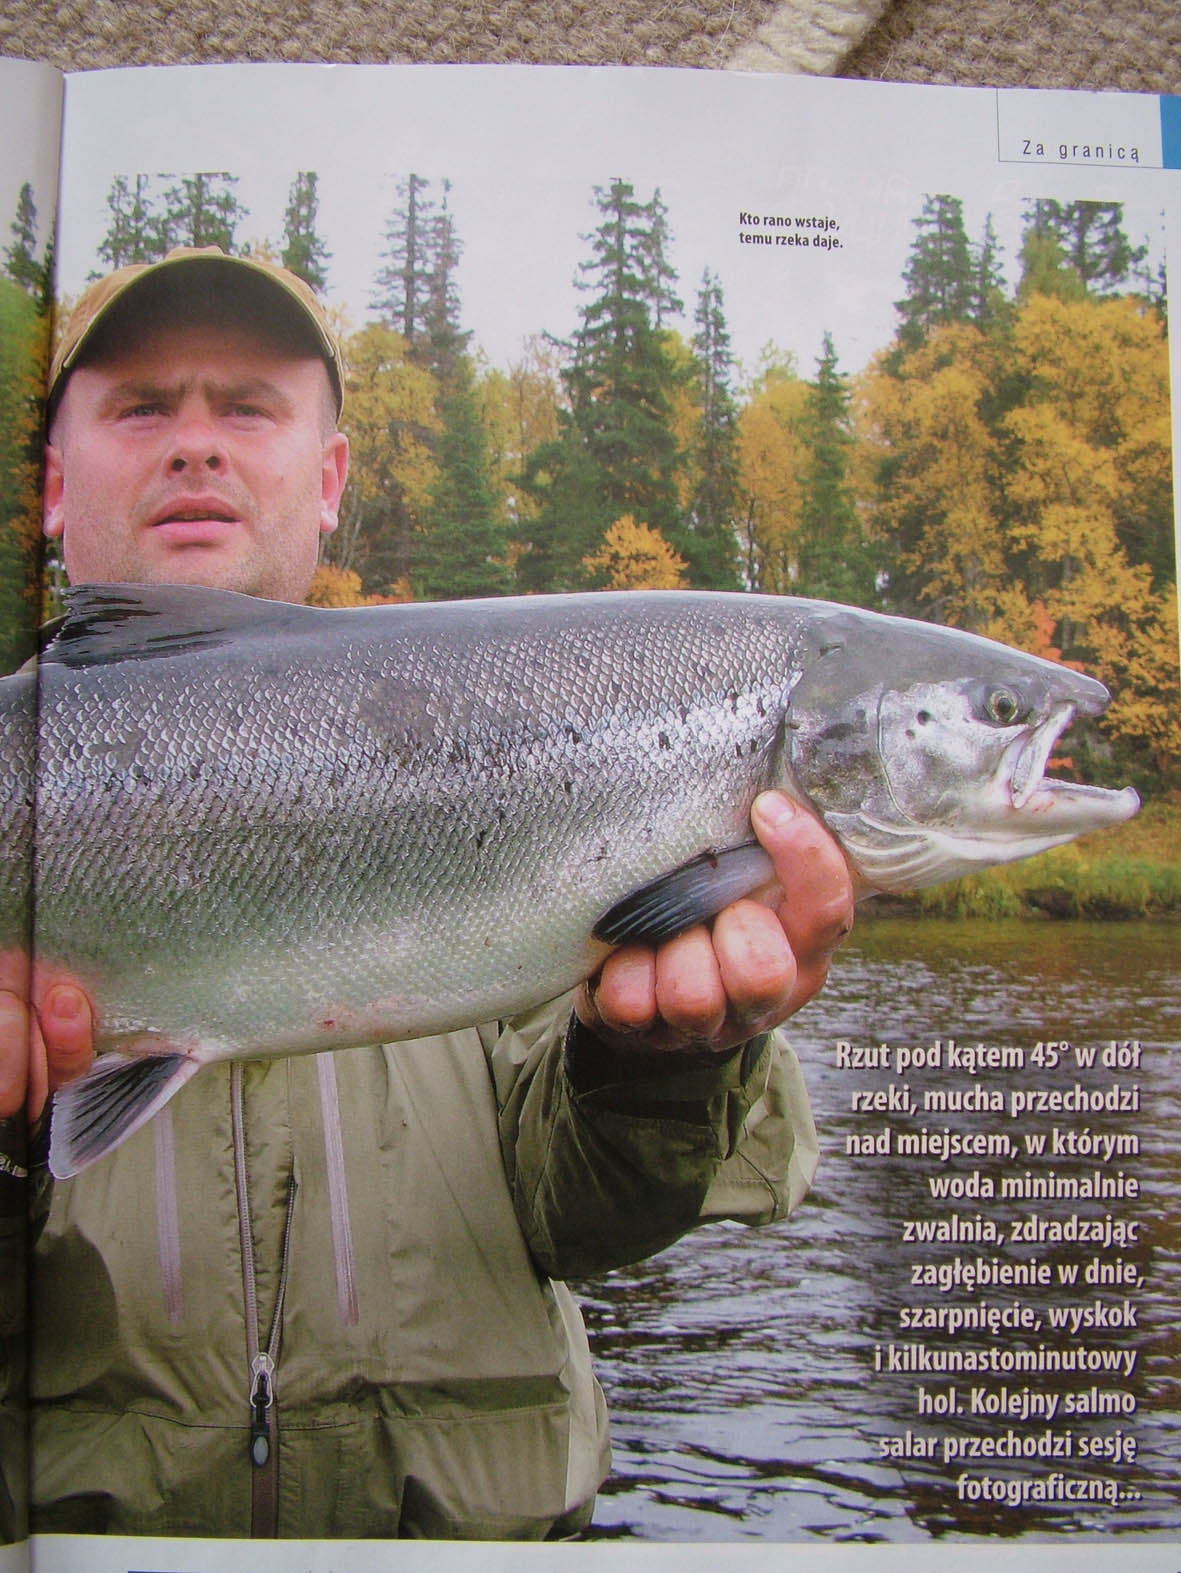 Za granicą
Kto rano wstaje,
temu rzeka daje.
Rzut pod kątem 45° w dół
rzeki, mucha przechodzi
nad miejscem, w którym
woda minimalnie
zwalnia, zdradzając
zagłębienie w dnie,
szarpnięcie, wyskok
i kilkunastominutowy
hol. Kolejny salmo
salar przechodzi sesję
fotograficzną...